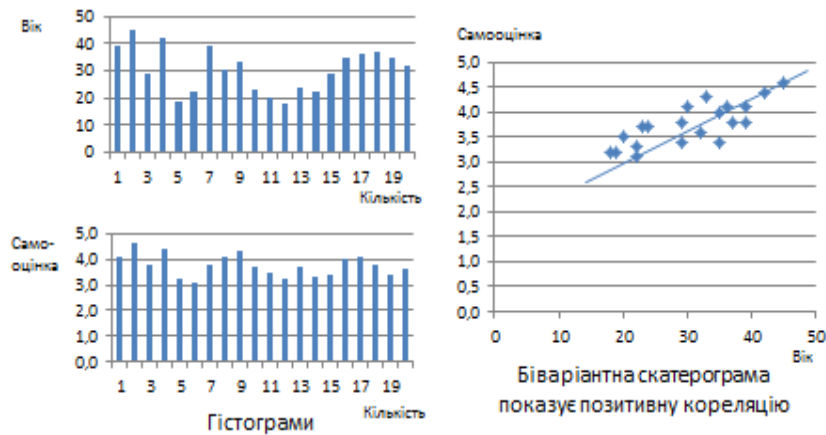 Вік
50
40
30
20
10
0
1 3 5 7 9 11 13 15 17 19
Кількість
Само-
оцінка
5,0
4,0
3,0
2,0
1,0
0,0
1 3 5 7 9 11 13 15 17 19
Гістограми
Кількість
Самооцінка
5,0
4,5
4,0
3,5
3,0
2,5
2,0
1,5
1,0
0,5
0,0
0 10 20 30 40 50
Вік
Біваріантна скатерограма
показує позитивну кореляцію